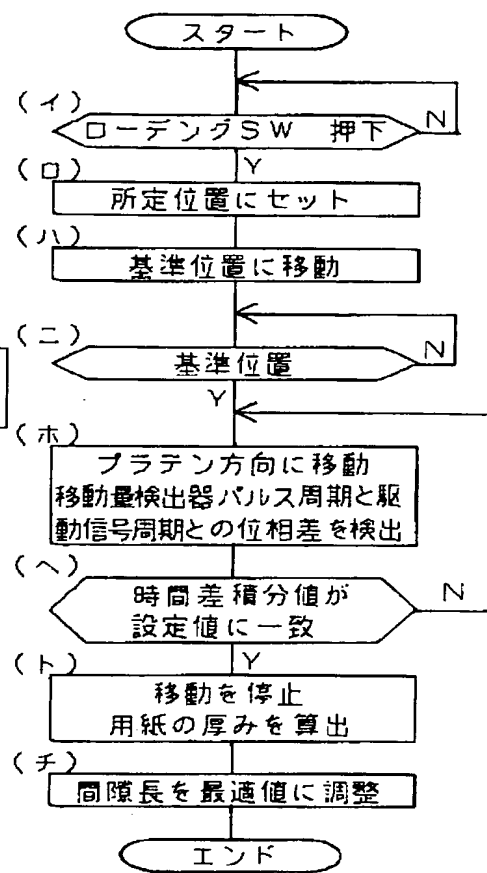 スタート
(イ)
ローデングSW 押下
N
Y
(ロ)
所定位置にセット
(ハ)
基準位置に移動
(ニ)
基準位置
N
Y
(ホ)
プラテン方向に移動
移動量検出器パルス周期と駆
動信号周期との位相差を検出
(ヘ)
時間差積分値が
設定値に一致
N
Y
(ト)
移動を停止
用紙の厚みを算出
(チ)
間隙長を最適値に調整
エンド